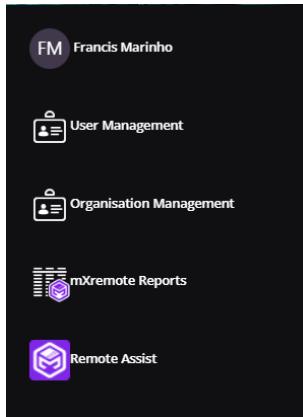 FM Francis Marinho
User Management
Organisation Management
mXremote Reports
Remote Assist